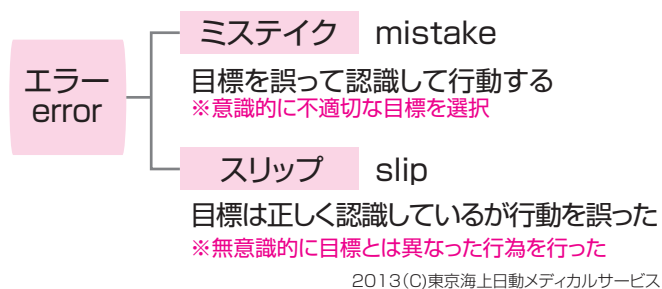 エラー
error
ミステイク mistake
目標を誤って認識して行動する
※意識的に不適切な目標を選択
スリップ slip
目標は正しく認識しているが行動を誤った
※無意識的に目標とは異なった行為を行った
2013(C)東京海上日動メディカルサービス